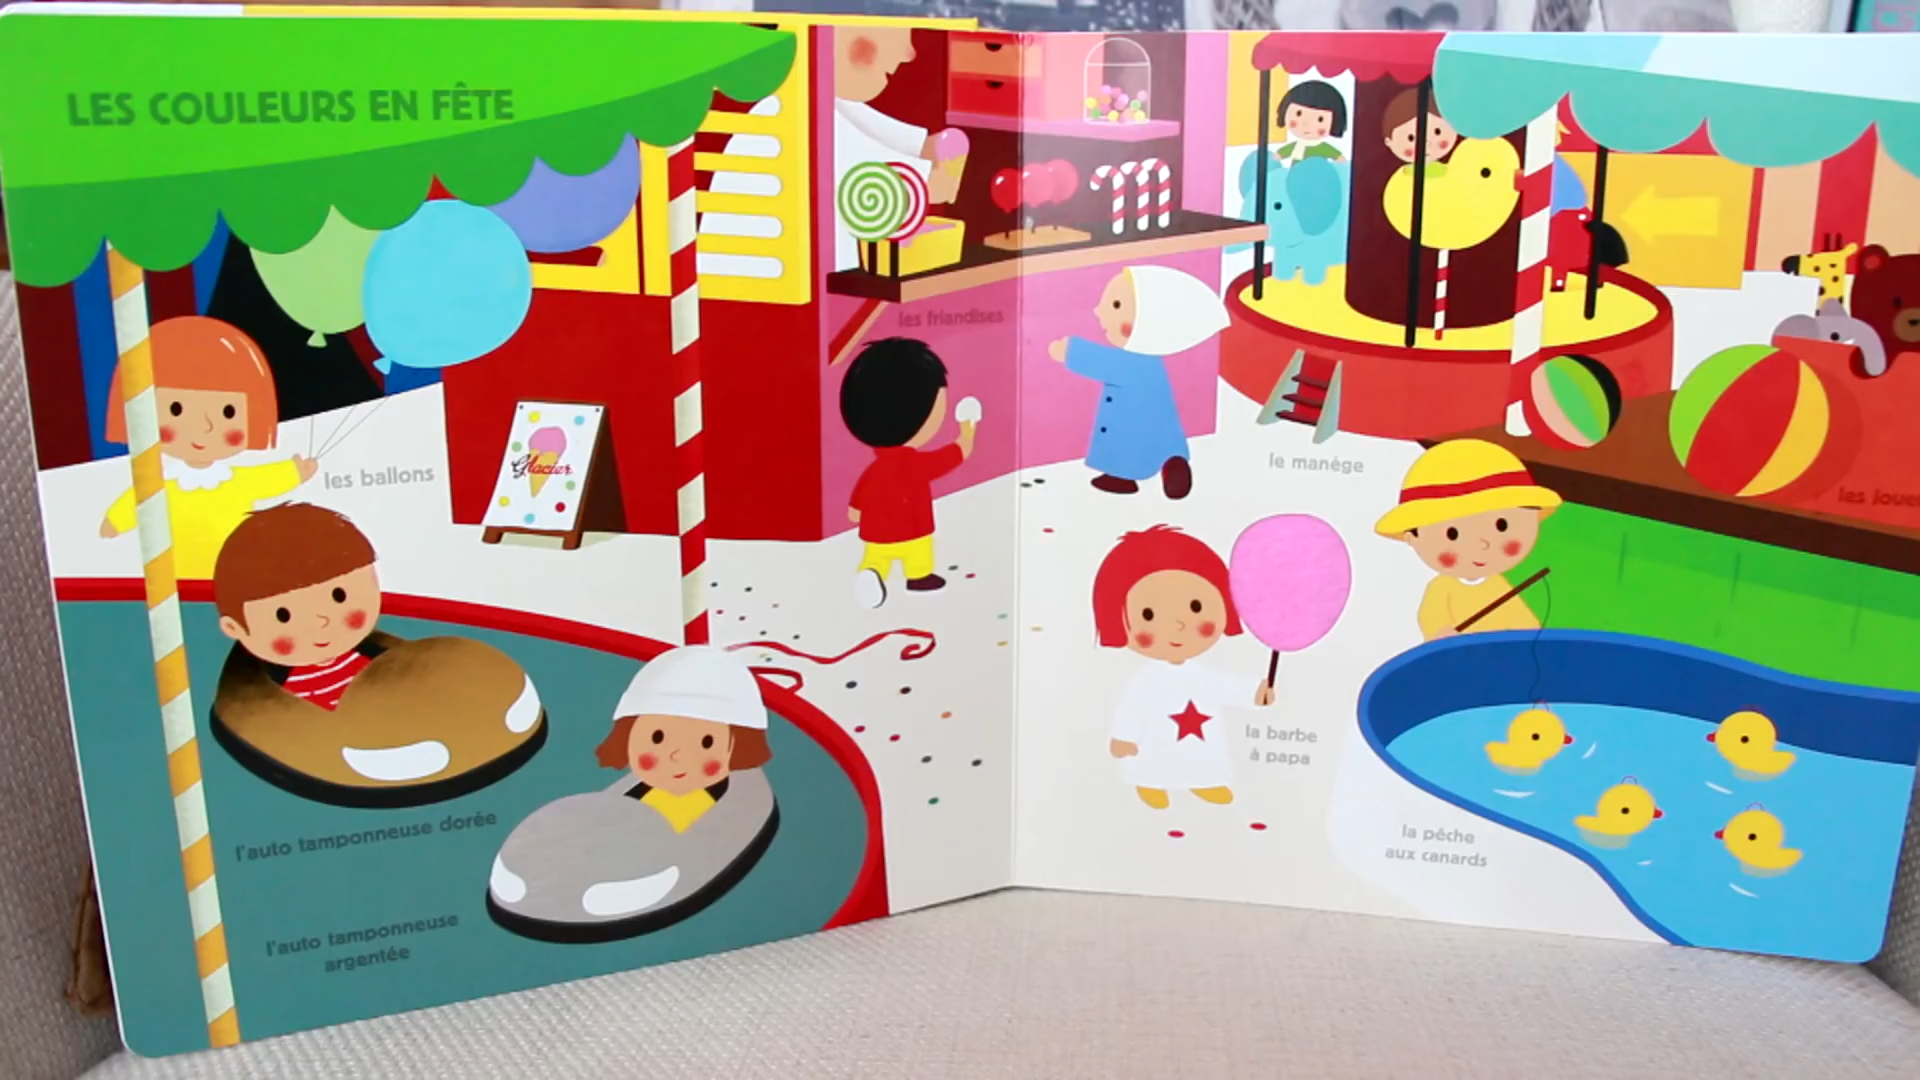 LES COULEURS EN FÊTE
les friandises
les ballons
Glacier
le manège
la barbe
à papa
l'auto tamponneuse dorée
la pêche
aux canards
l'auto tamponneuse
argentée